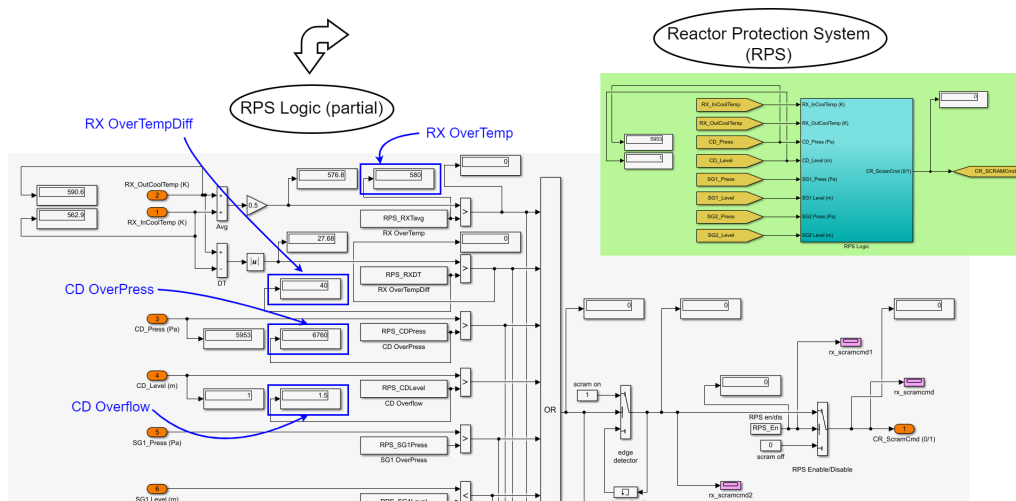 Reactor Protection System
(RPS)
RPS Logic (partial)
RX OverTempDiff
RX OverTemp
RX_InCoolTemp
RX_OutCoolTemp
CD_Press
CD_Level
SG1_Press
SG1_Level
SG2_Press
SG2_Level
RX_InCoolTemp (K)
RX_OutCoolTemp (K)
CD_Press (Pa)
CD_Level (m)
SG1_Press (Pa)
SG1 Level (m)
SG2 Press (Pa)
SG2 Level (m)
CR_ScramCmd (0/1)
RPS Logic
CR_SCRAMCmd
0
5953
1
590.6
562.9
RX_OutCoolTemp (K)
2
1
RX_InCoolTemp (K)
+
+
Avg
0.5
576.8
580
0
RPS_RXTavg
>
RX OverTemp
+
−
DT
|u|
27.68
0
RPS_RXDT
>
RX OverTempDiff
40
CD OverPress
3
CD_Press (Pa)
5953
6760
RPS_CDPress
>
CD OverPress
4
CD_Level (m)
1
1.5
RPS_CDLevel
>
CD Overflow
CD Overflow
5
SG1_Press (Pa)
RPS_SG1Press
>
SG1 OverPress
6
SG1 Level (m)
RPS_SG1Level
<
OR
0
0
0
scram on
1
edge
detector
rx_scramcmd1
rx_scramcmd
0
RPS en/dis
RPS_En
0
scram off
RPS Enable/Disable
1
CR_ScramCmd (0/1)
rx_scramcmd2